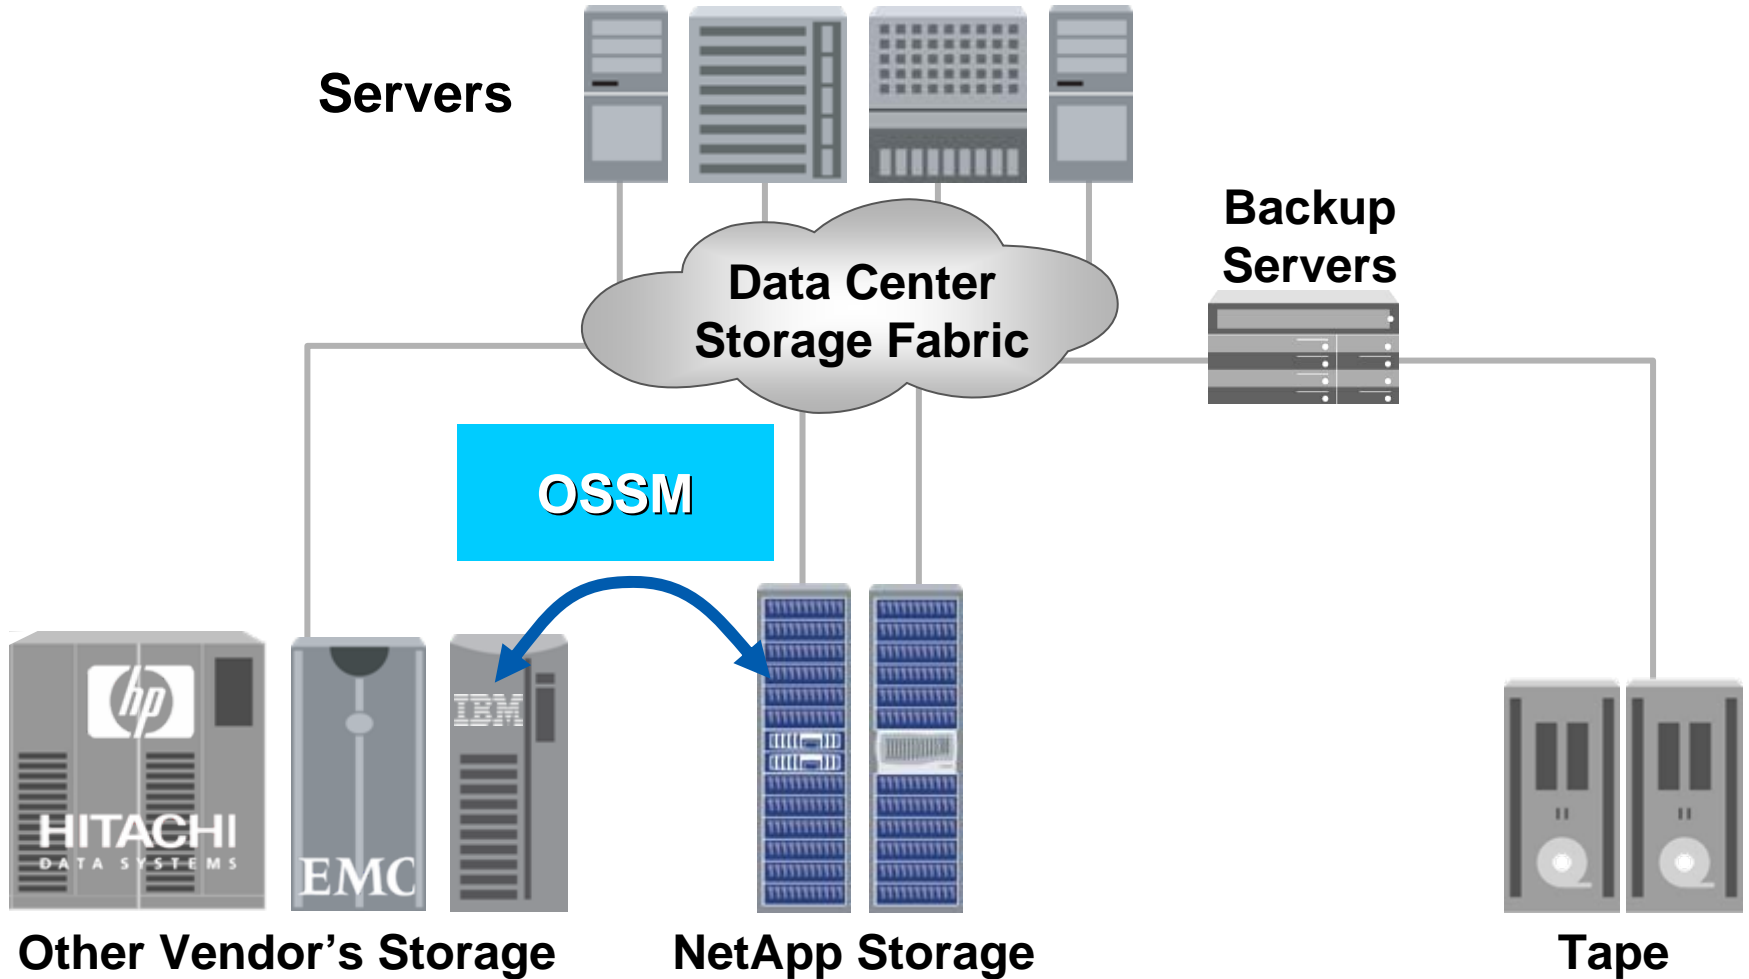 Servers
Backup
Servers
Data Center
Storage Fabric
OSSM
hp
HITACHI
DATA SYSTEMS
EMC
IBM
Other Vendor’s Storage
NetApp Storage
Tape